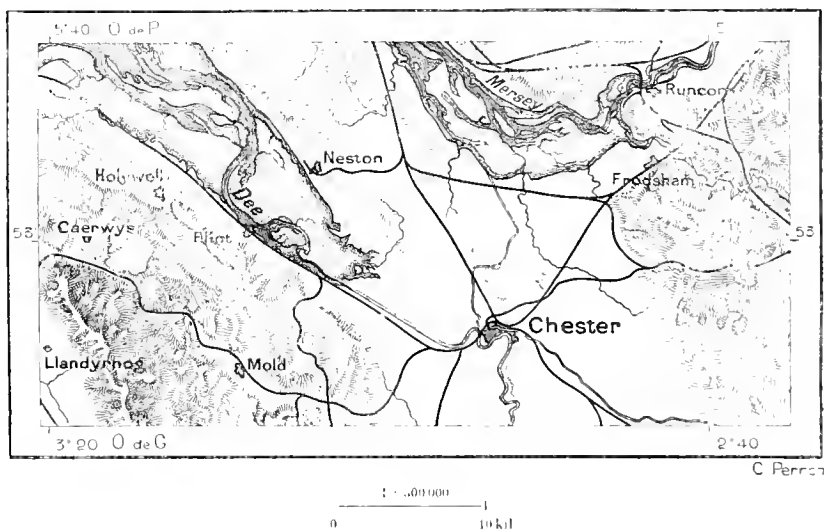 5°40 O de P
5
Mersey
Runcorn
Neston
Holywell
Frodsham
Dee
53
Caerwys
Flint
53
Chester
Llandyrnog
Mold
3°20 O de G
2°40
C Perron
0
10 kil